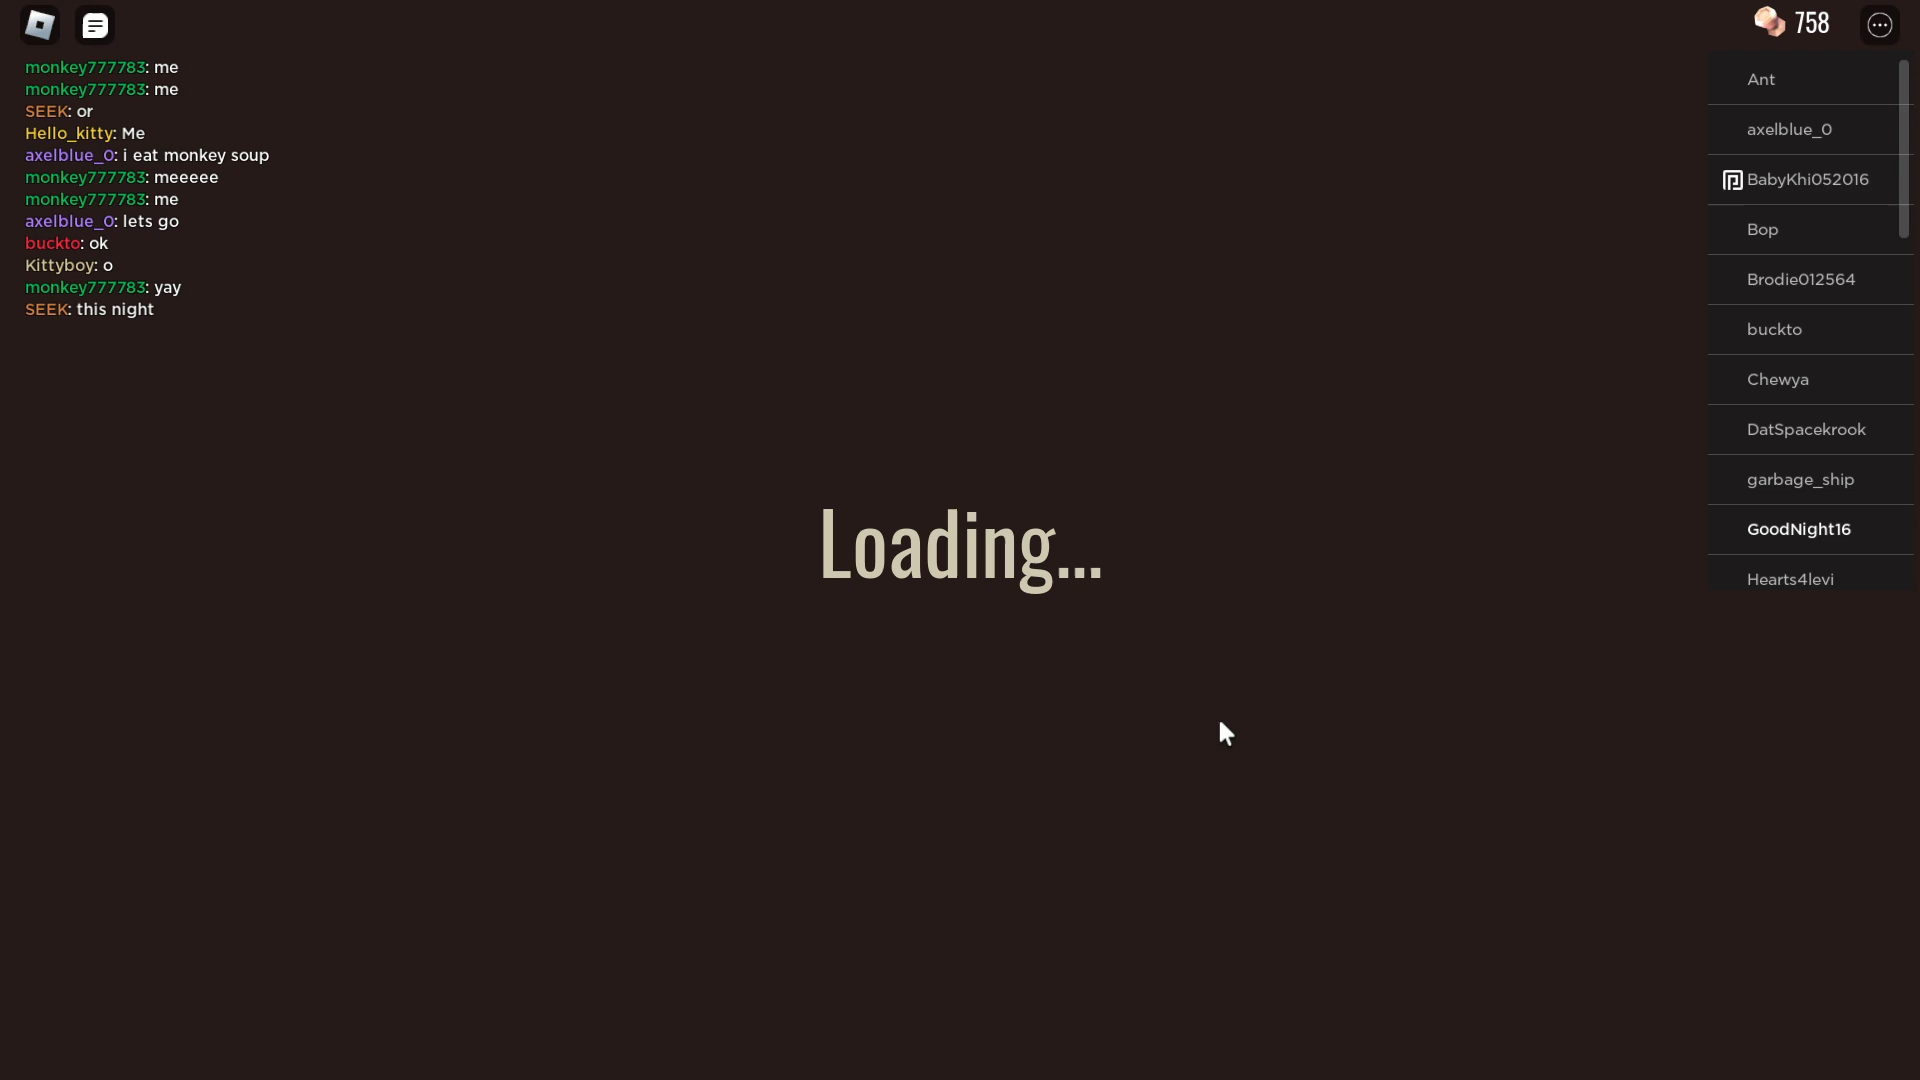 758
monkey777783: me
monkey777783: me
SEEK: or
Hello_kitty: Me
axelblue_0: i eat monkey soup
monkey777783: meeeee
monkey777783: me
axelblue_0: lets go
buckto: ok
Kittyboy: o
monkey777783: yay
SEEK: this night
Loading...
Ant
axelblue_0
BabyKhi052016
Bop
Brodie012564
buckto
Chewya
DatSpacekrook
garbage_ship
GoodNight16
Hearts4levi